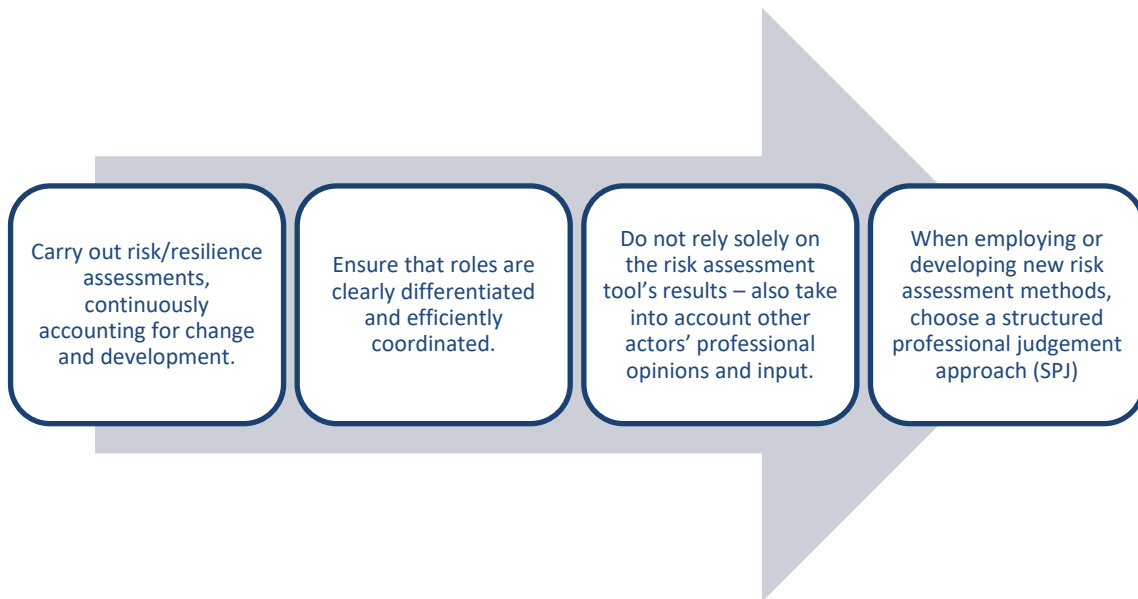 Carry out risk/resilience
assessments,
continuously
accounting for change
and development.
Ensure that roles are
clearly differentiated
and efficiently
coordinated.
Do not rely solely on
the risk assessment
tool’s results – also take
into account other
actors’ professional
opinions and input.
When employing or
developing new risk
assessment methods,
choose a structured
professional judgement
approach (SPJ)